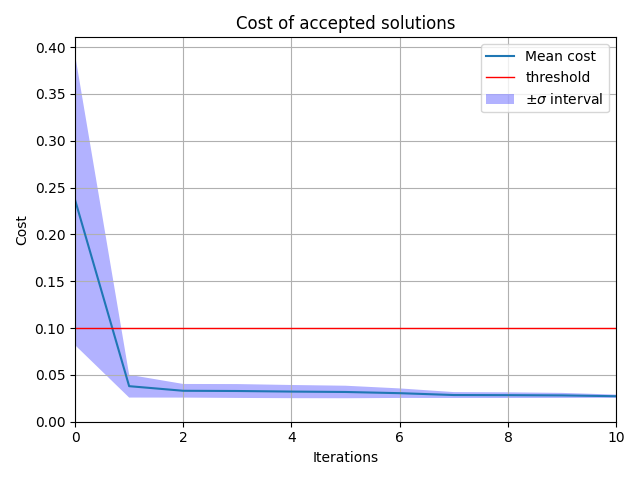 Cost of accepted solutions
0.40
0.35
0.30
0.25
0.20
0.15
0.10
0.05
0.00
Cost
Mean cost
threshold
±σ interval
0 2 4 6 8 10
Iterations